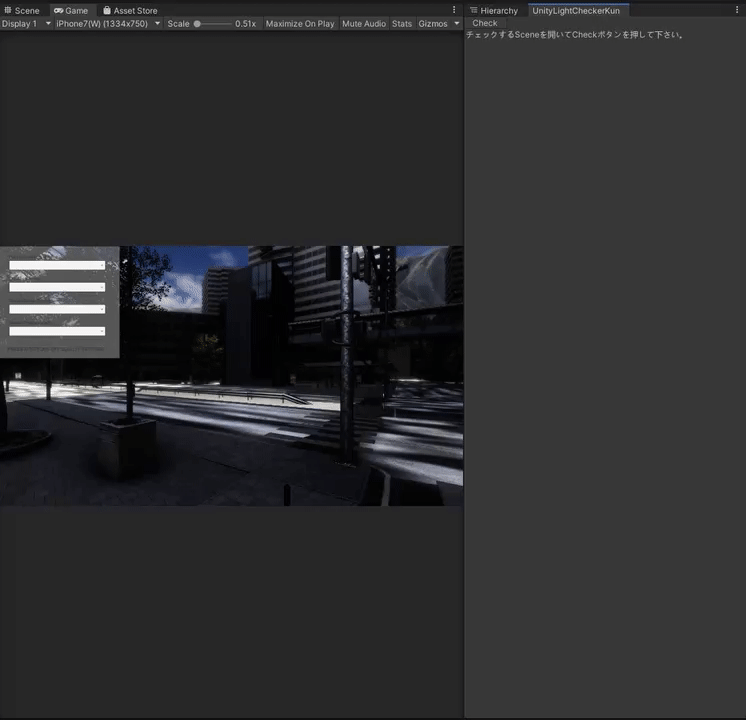 Scene Game Asset Store
Display 1 iPhone7(W) (1334x750) Scale 0.51x Maximize On Play Mute Audio Stats Gizmos
Hierarchy UnityLightCheckerKun
Check
チェックするSceneを開いてCheckボタンを押して下さい。